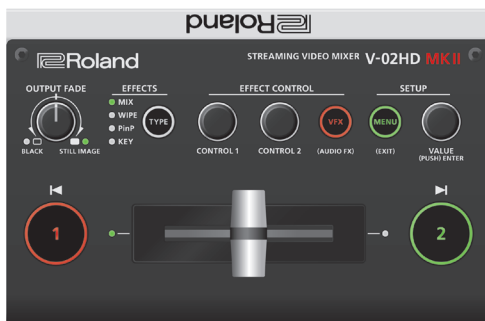 Roland
Roland
STREAMING VIDEO MIXER V-02HD MKII
OUTPUT FADE
EFFECTS
EFFECT CONTROL
SETUP
MIX
WIPE
PinP
KEY
TYPE
VFX
MENU
BLACK
STILL IMAGE
CONTROL 1
CONTROL 2
(AUDIO FX)
(EXIT)
VALUE
(PUSH) ENTER
1
2